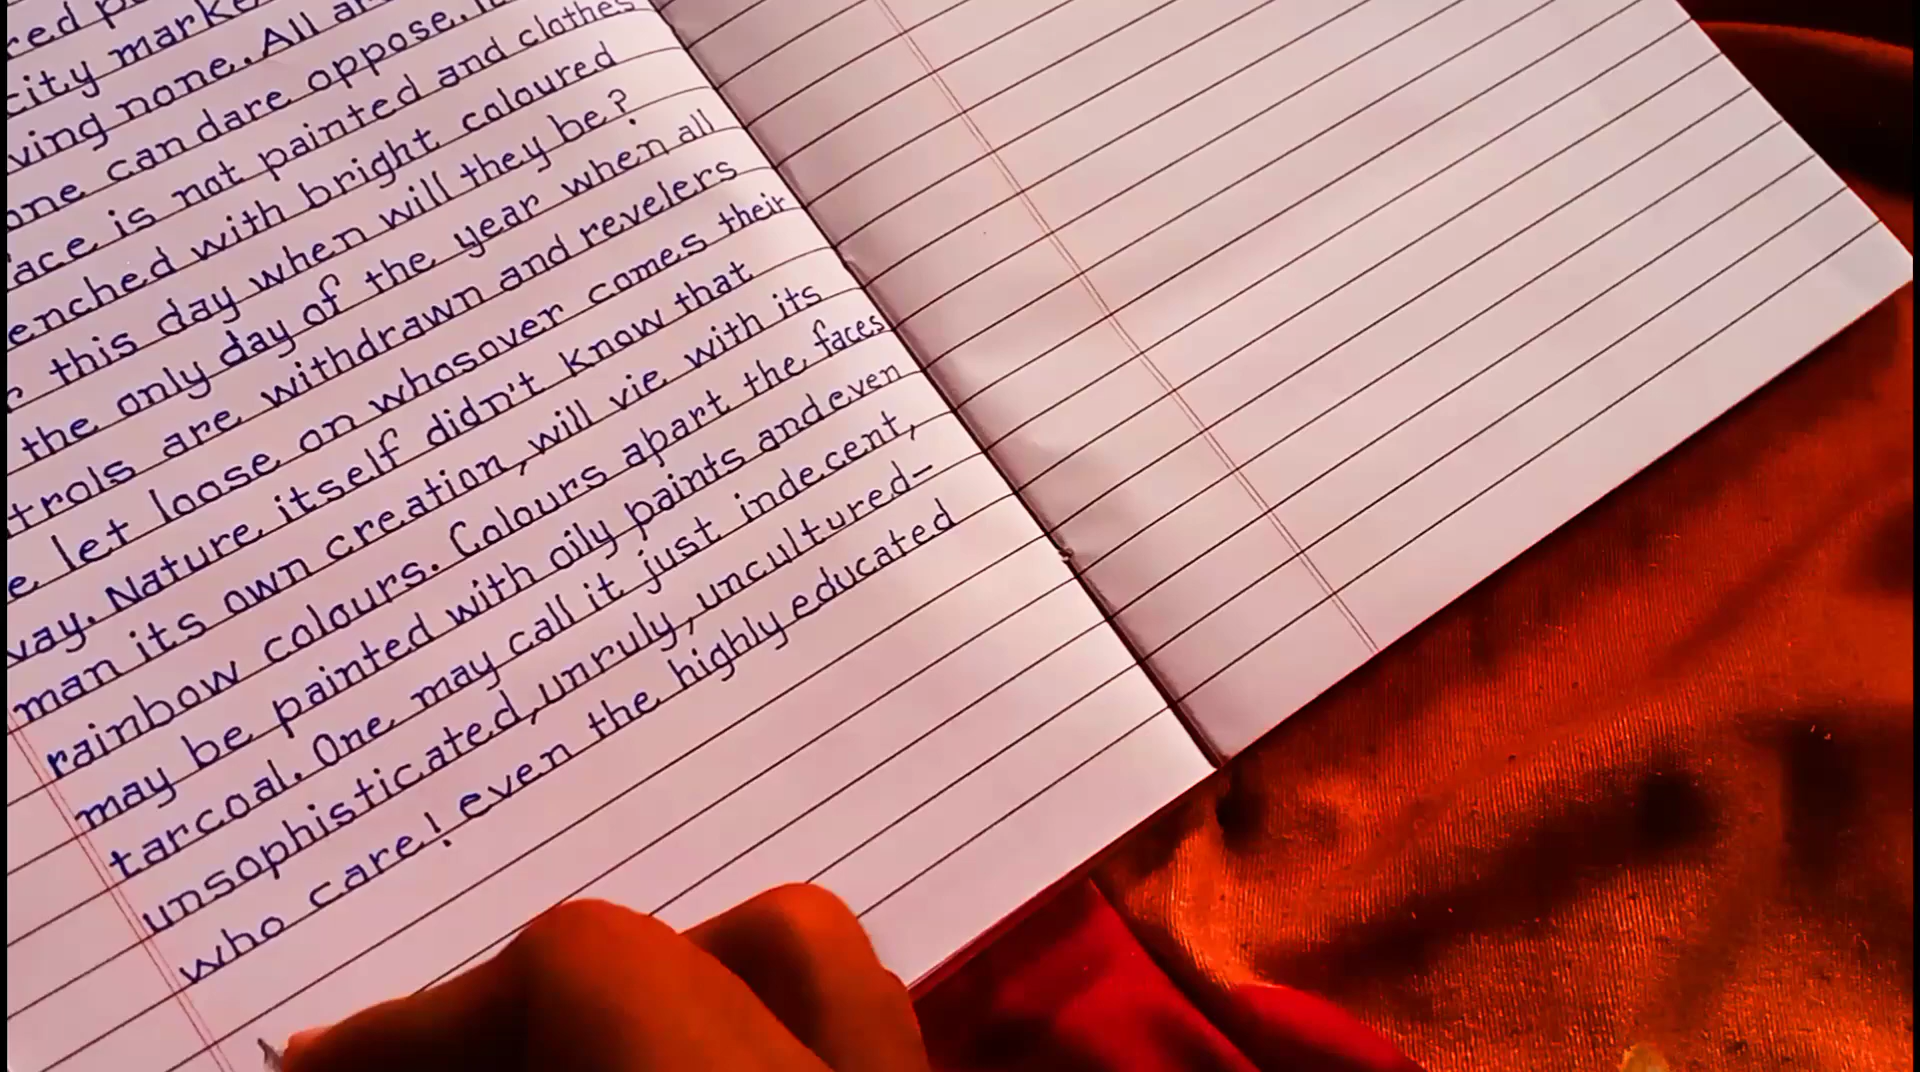 city marke
ving none. All a
one can dare oppose.
ace is not painted and clothes
enched with bright coloured
this day when will they be?
the only day of the year when all
trols are withdrawn and revelers
e let loose on whosover comes their
way. Nature itself didn't know that
man its own creation, will vie with its
rainbow colours. Colours apart the faces
may be painted with oily paints and even
tarcoal. One may call it just indecent,
unsophisticated, unruly, uncultured-
who care! even the highly educated